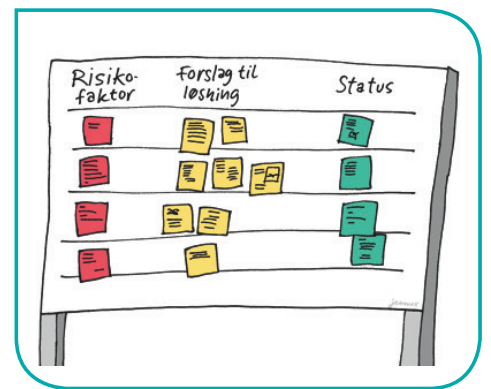 Risiko-
faktor
Forslag til
løsning
Status